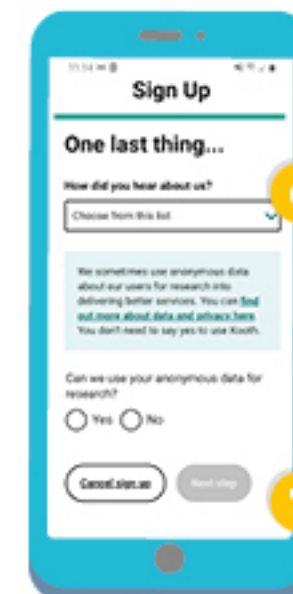 11:14
Sign Up
One last thing...
How did you hear about us?
Choose from this list
We sometimes use anonymous data
about our users for research into
delivering better services. You can find
out more about data and privacy here
You don't need to say yes to use Kooth.
Can we use your anonymous data for
research?
Yes No
Cancel sign up Next step